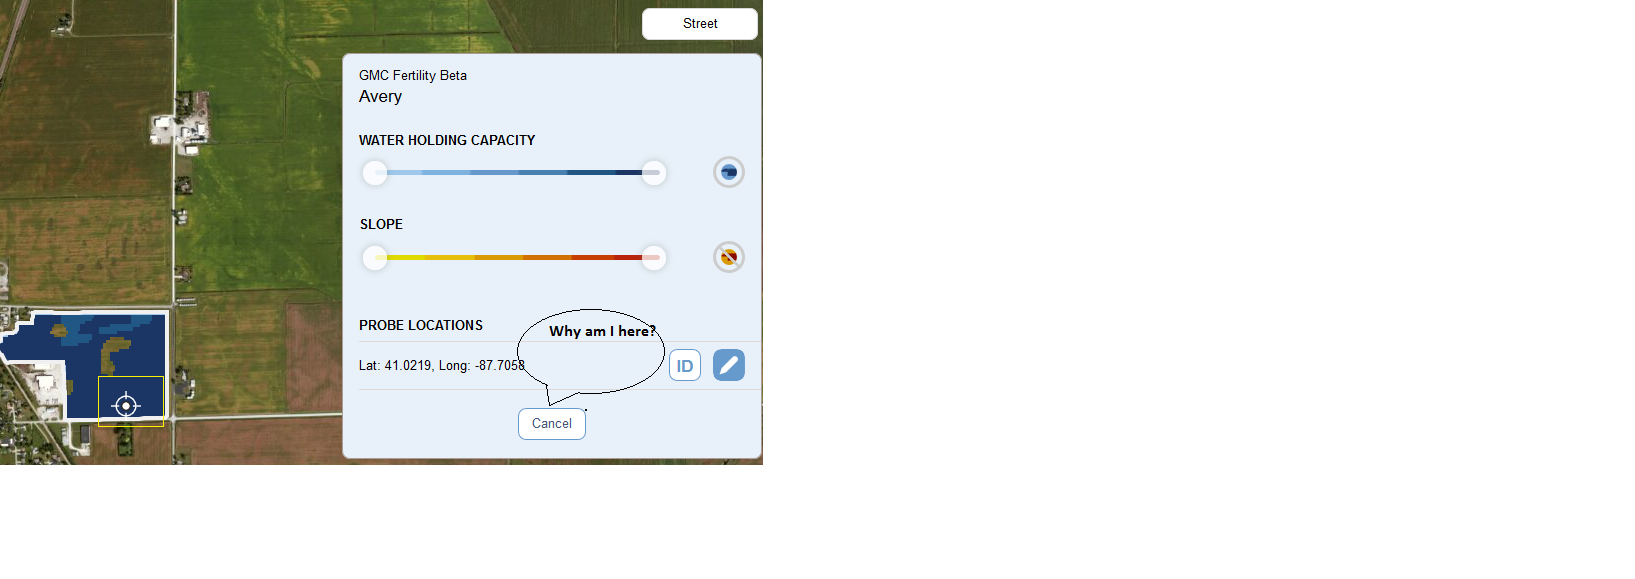 Street
GMC Fertility Beta
Avery
WATER HOLDING CAPACITY
SLOPE
PROBE LOCATIONS
Why am I here?
Lat: 41.0219, Long: -87.7058
ID
Cancel